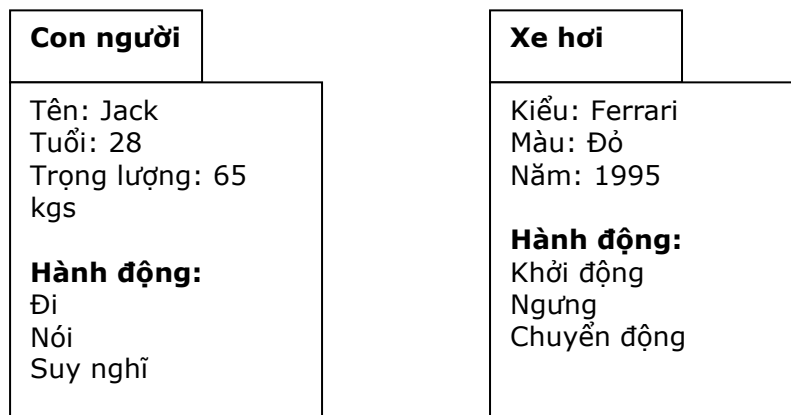 Con người
Tên: Jack
Tuổi: 28
Trọng lượng: 65
kgs
Hành động:
Đi
Nói
Suy nghĩ
Xe hơi
Kiểu: Ferrari
Màu: Đỏ
Năm: 1995
Hành động:
Khởi động
Ngưng
Chuyển động